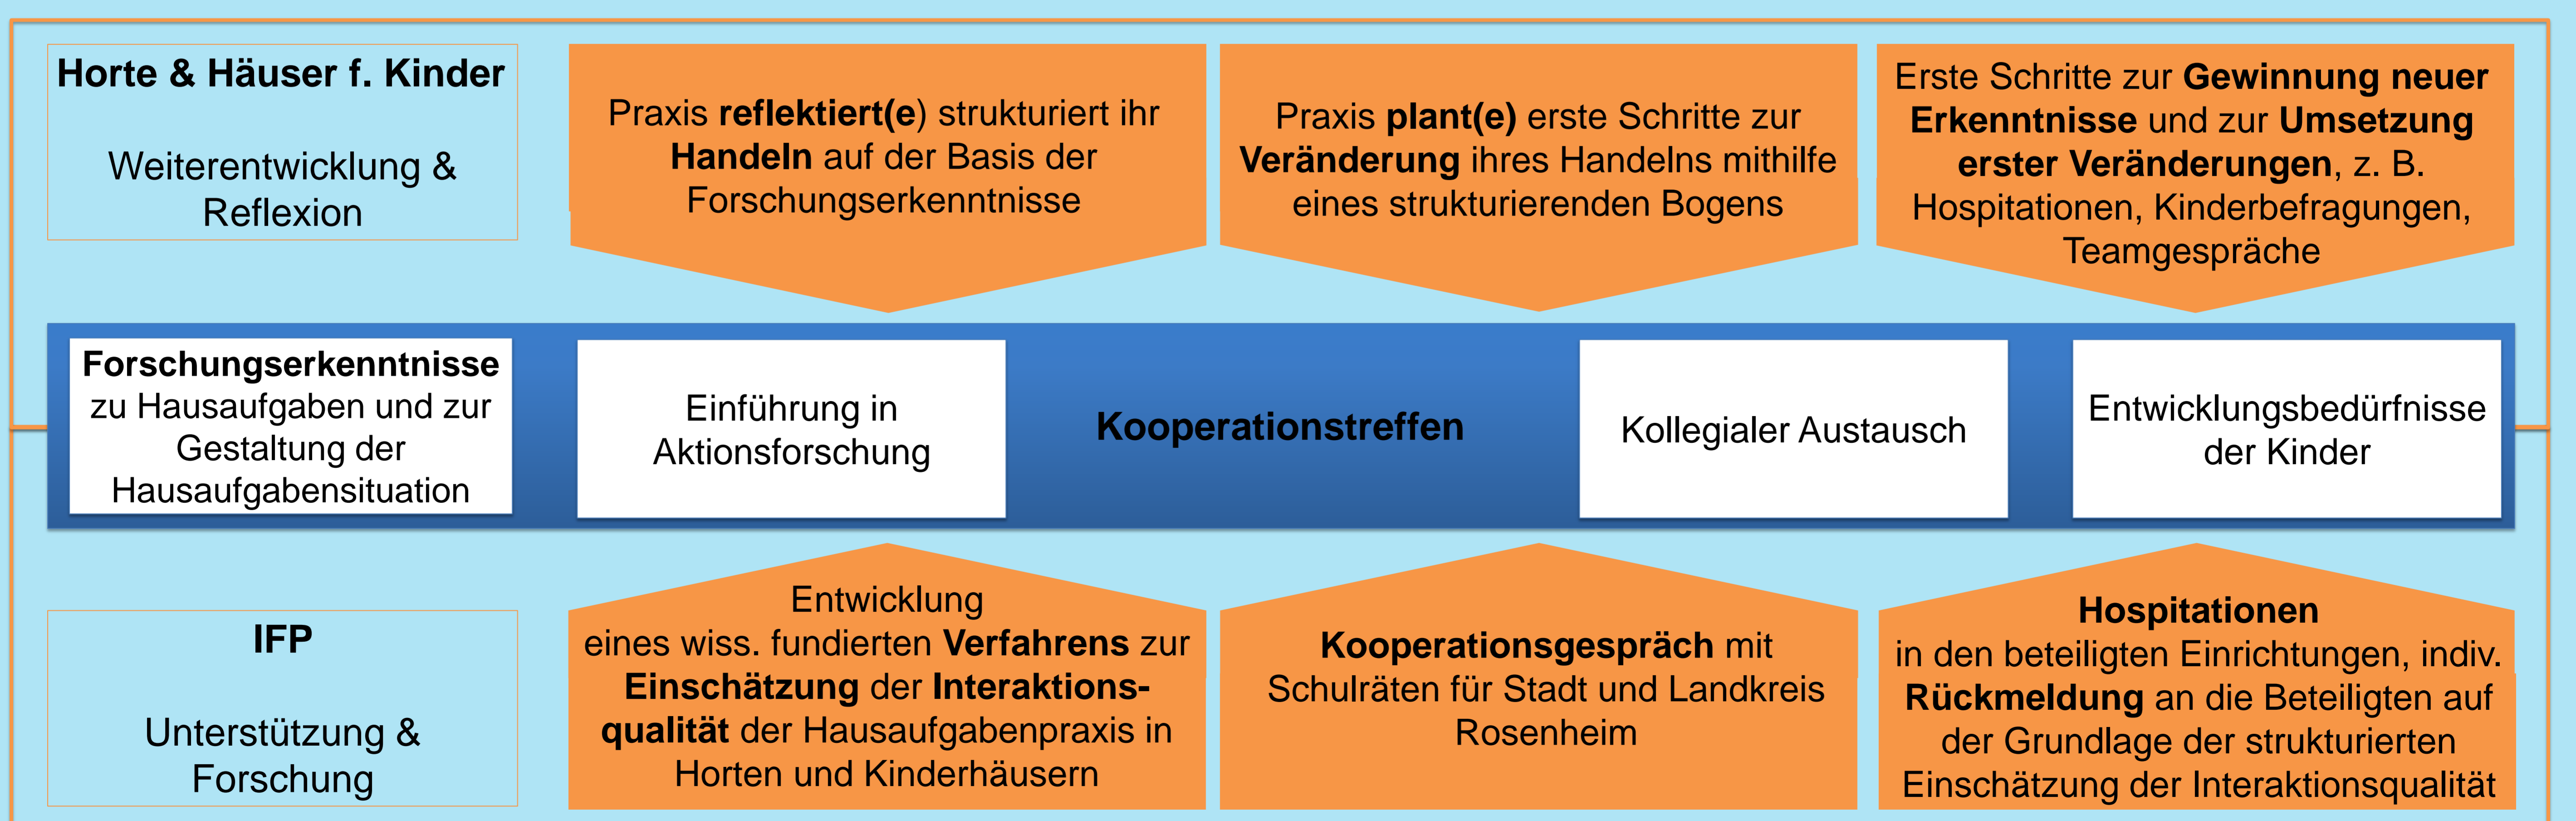 Horte & Häuser f. Kinder
Weiterentwicklung &
Reflexion
Praxis reflektiert(e) strukturiert ihr
Handeln auf der Basis der
Forschungserkenntnisse
Praxis plant(e) erste Schritte zur
Veränderung ihres Handelns mithilfe
eines strukturierenden Bogens
Erste Schritte zur Gewinnung neuer
Erkenntnisse und zur Umsetzung
erster Veränderungen, z. B.
Hospitationen, Kinderbefragungen,
Teamgespräche
Forschungserkenntnisse
zu Hausaufgaben und zur
Gestaltung der
Hausaufgabensituation
Einführung in
Aktionsforschung
Kooperationstreffen
Kollegialer Austausch
Entwicklungsbedürfnisse
der Kinder
IFP
Unterstützung &
Forschung
Entwicklung
eines wiss. fundierten Verfahrens zur
Einschätzung der Interaktions-
qualität der Hausaufgabenpraxis in
Horten und Kinderhäusern
Kooperationsgespräch mit
Schulräten für Stadt und Landkreis
Rosenheim
Hospitationen
in den beteiligten Einrichtungen, indiv.
Rückmeldung an die Beteiligten auf
der Grundlage der strukturierten
Einschätzung der Interaktionsqualität